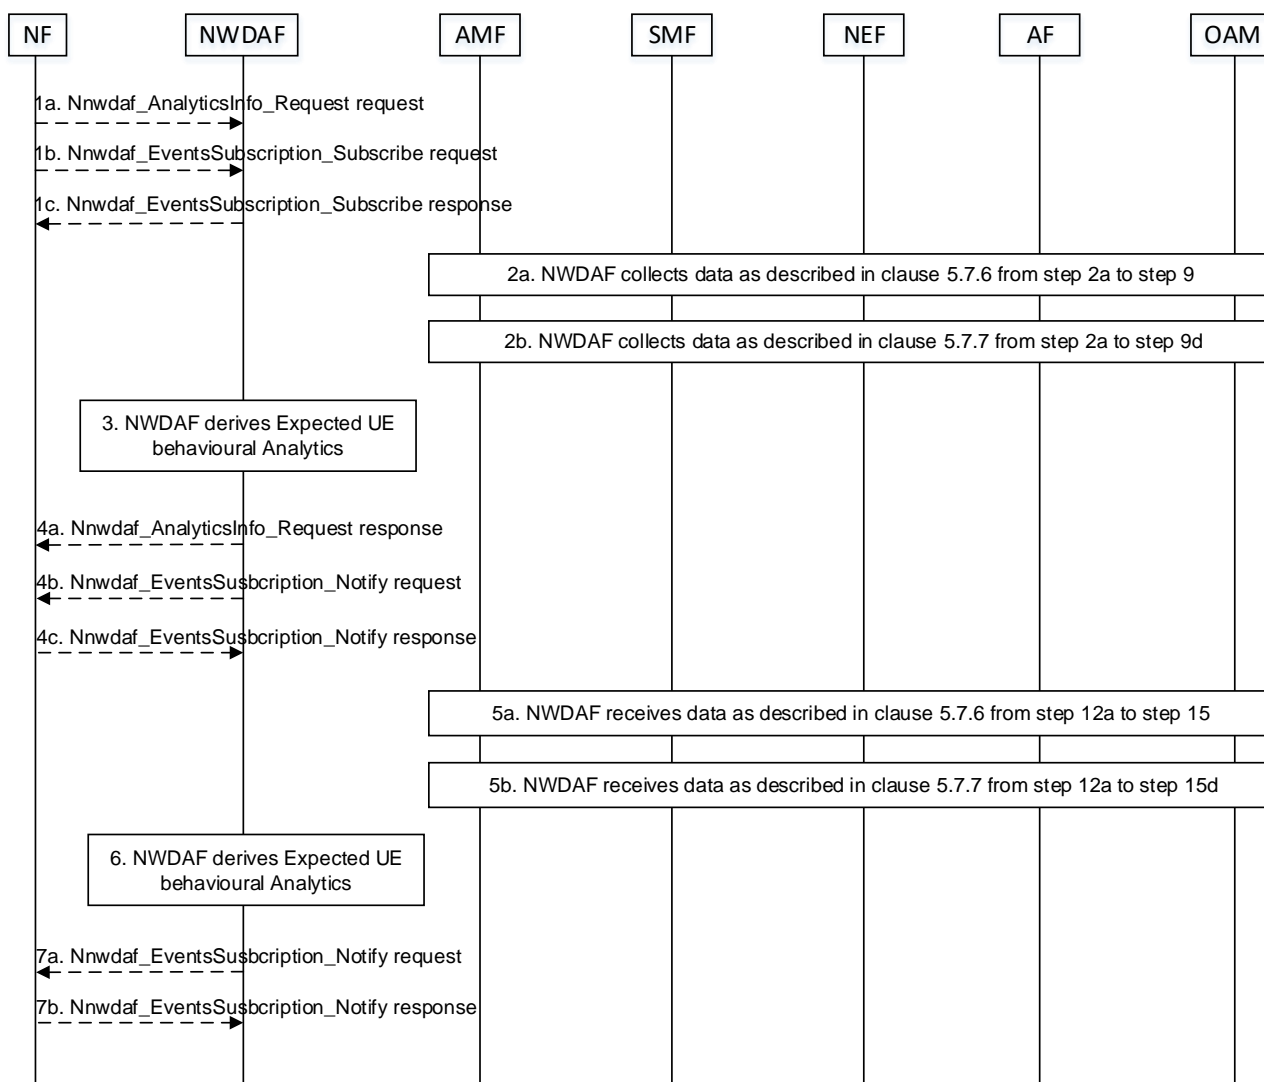 NF NWDAF AMF SMF NEF AF OAM
1a. Nnwdaf_AnalyticsInfo_Request request
1b. Nnwdaf_EventsSubscription_Subscribe request
1c. Nnwdaf_EventsSubscription_Subscribe response
2a. NWDAF collects data as described in clause 5.7.6 from step 2a to step 9
2b. NWDAF collects data as described in clause 5.7.7 from step 2a to step 9d
3. NWDAF derives Expected UE
behavioural Analytics
4a. Nnwdaf_AnalyticsInfo_Request response
4b. Nnwdaf_EventsSusbcription_Notify request
4c. Nnwdaf_EventsSusbcription_Notify response
5a. NWDAF receives data as described in clause 5.7.6 from step 12a to step 15
5b. NWDAF receives data as described in clause 5.7.7 from step 12a to step 15d
6. NWDAF derives Expected UE
behavioural Analytics
7a. Nnwdaf_EventsSusbcription_Notify request
7b. Nnwdaf_EventsSusbcription_Notify response